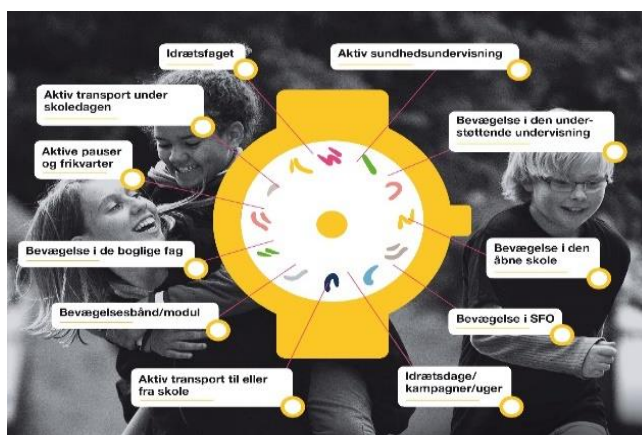 Idrætsfaget
Aktiv sundhedsundervisning
Aktiv transport under
skoledagen
Bevægelse i den under-
støttende undervisning
Aktive pauser
og frikvarter
Bevægelse i de boglige fag
Bevægelse i den
åbne skole
Bevægelsesbånd/modul
Bevægelse i SFO
Aktiv transport til eller
fra skole
Idrætsdage/
kampagner/uger